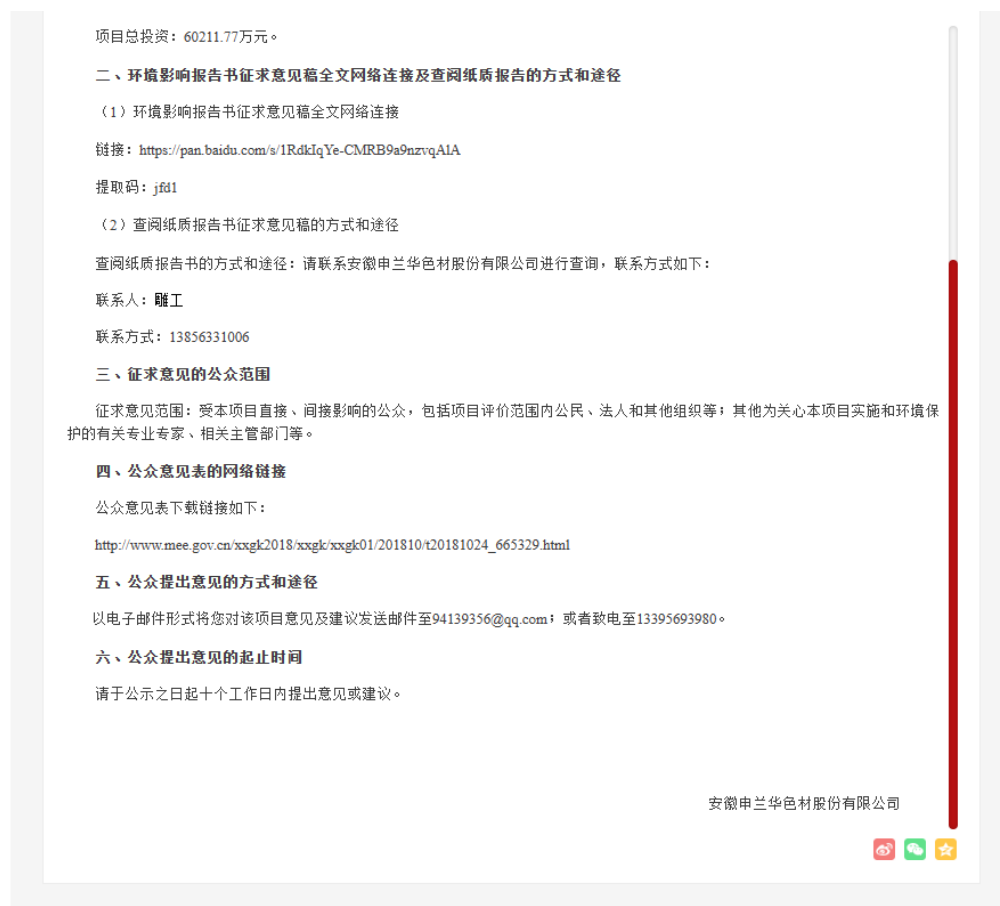 项目总投资：60211.77万元。
二、环境影响报告书征求意见稿全文网络连接及查阅纸质报告的方式和途径
（1）环境影响报告书征求意见稿全文网络连接
链接：https://pan.baidu.com/s/1RdkIqYe-CMRB9a9nzvqAlA
提取码：jfd1
（2）查阅纸质报告书征求意见稿的方式和途径
查阅纸质报告书的方式和途径：请联系安徽申兰华色材股份有限公司进行查询，联系方式如下：
联系人：雕工
联系方式：13856331006
三、征求意见的公众范围
征求意见范围：受本项目直接、间接影响的公众，包括项目评价范围内公民、法人和其他组织等；其他为关心本项目实施和环境保
护的有关专业专家、相关主管部门等。
四、公众意见表的网络链接
公众意见表下载链接如下：
http://www.mee.gov.cn/xxgk2018/xxgk/xxgk01/201810/t20181024_665329.html
五、公众提出意见的方式和途径
以电子邮件形式将您对该项目意见及建议发送邮件至94139356@qq.com；或者致电至13395693980。
六、公众提出意见的起止时间
请于公示之日起十个工作日内提出意见或建议。
安徽申兰华色材股份有限公司